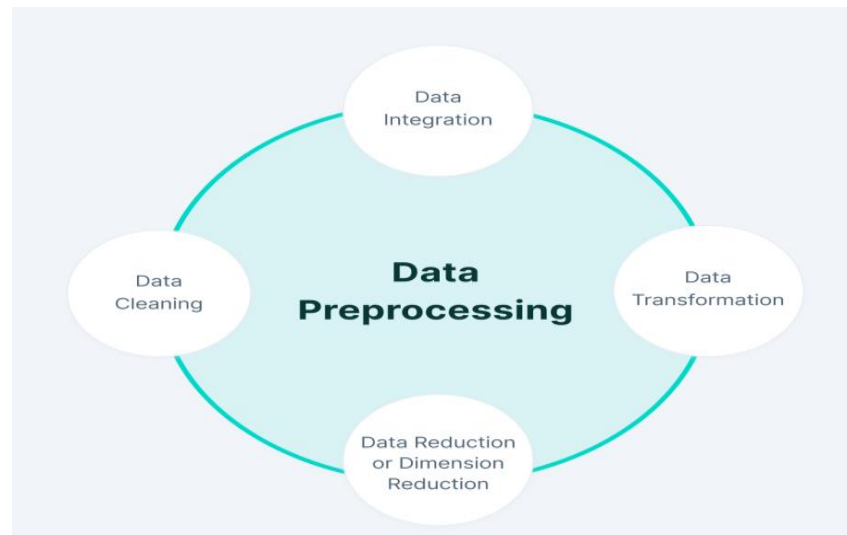 Data
Integration
Data
Cleaning
Data
Preprocessing
Data
Transformation
Data Reduction
or Dimension
Reduction